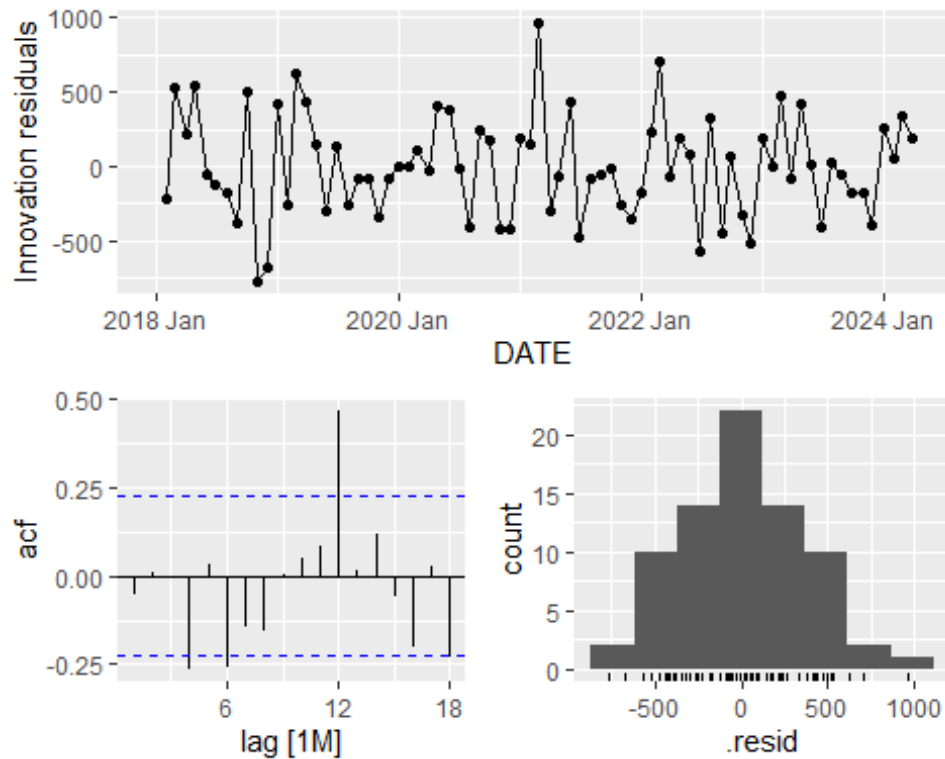 Innovation residuals
1000
500
0
-500
2018 Jan 2020 Jan 2022 Jan 2024 Jan
DATE
acf
0.50
0.25
0.00
-0.25
6 12 18
lag [1M]
count
20
15
10
5
0
-500 0 500 1000
.resid